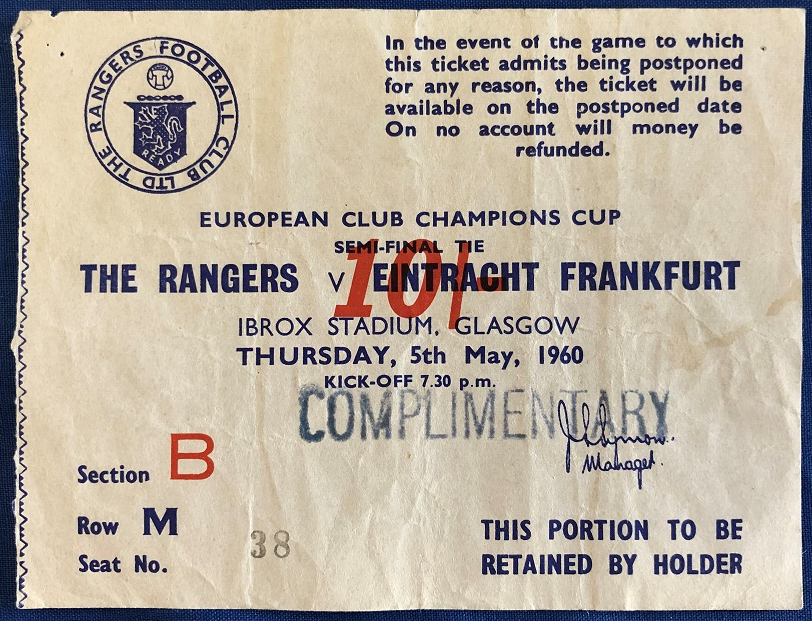 THE RANGERS FOOTBALL CLUB LTD
READY
In the event of the game to which
this ticket admits being postponed
for any reason, the ticket will be
available on the postponed date
On no account will money be
refunded.
EUROPEAN CLUB CHAMPIONS CUP
SEMI-FINAL TIE
10/-
THE RANGERS v EINTRACHT FRANKFURT
IBROX STADIUM, GLASGOW
THURSDAY, 5th May, 1960
KICK-OFF 7.30 p.m.
COMPLIMENTARY
J. S. Symon.
Manager.
Section B
Row M
Seat No. 38
THIS PORTION TO BE
RETAINED BY HOLDER